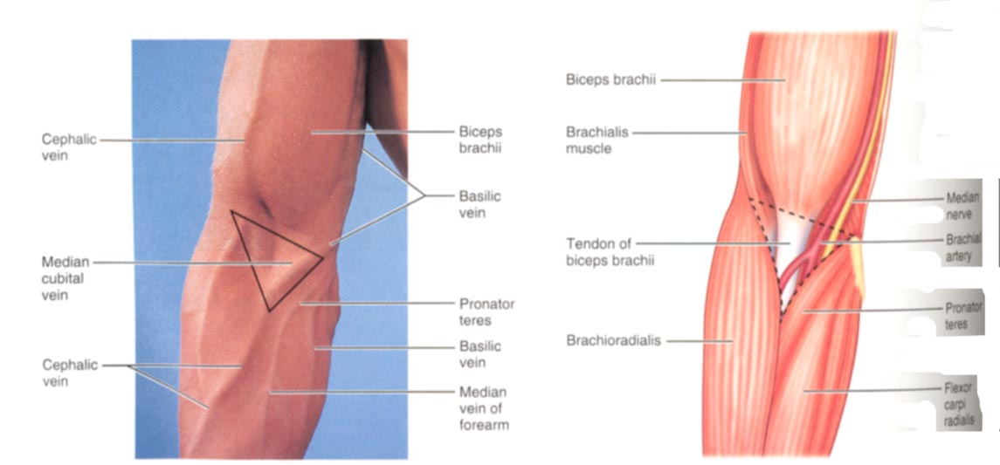 Cephalic
vein
Median
cubital
vein
Cephalic
vein
Biceps
brachii
Basilic
vein
Pronator
teres
Basilic
vein
Median
vein of
forearm
Biceps brachii
Brachialis
muscle
Tendon of
biceps brachii
Brachioradialis
Median
nerve
Brachial
artery
Pronator
teres
Flexor
carpi
radialis